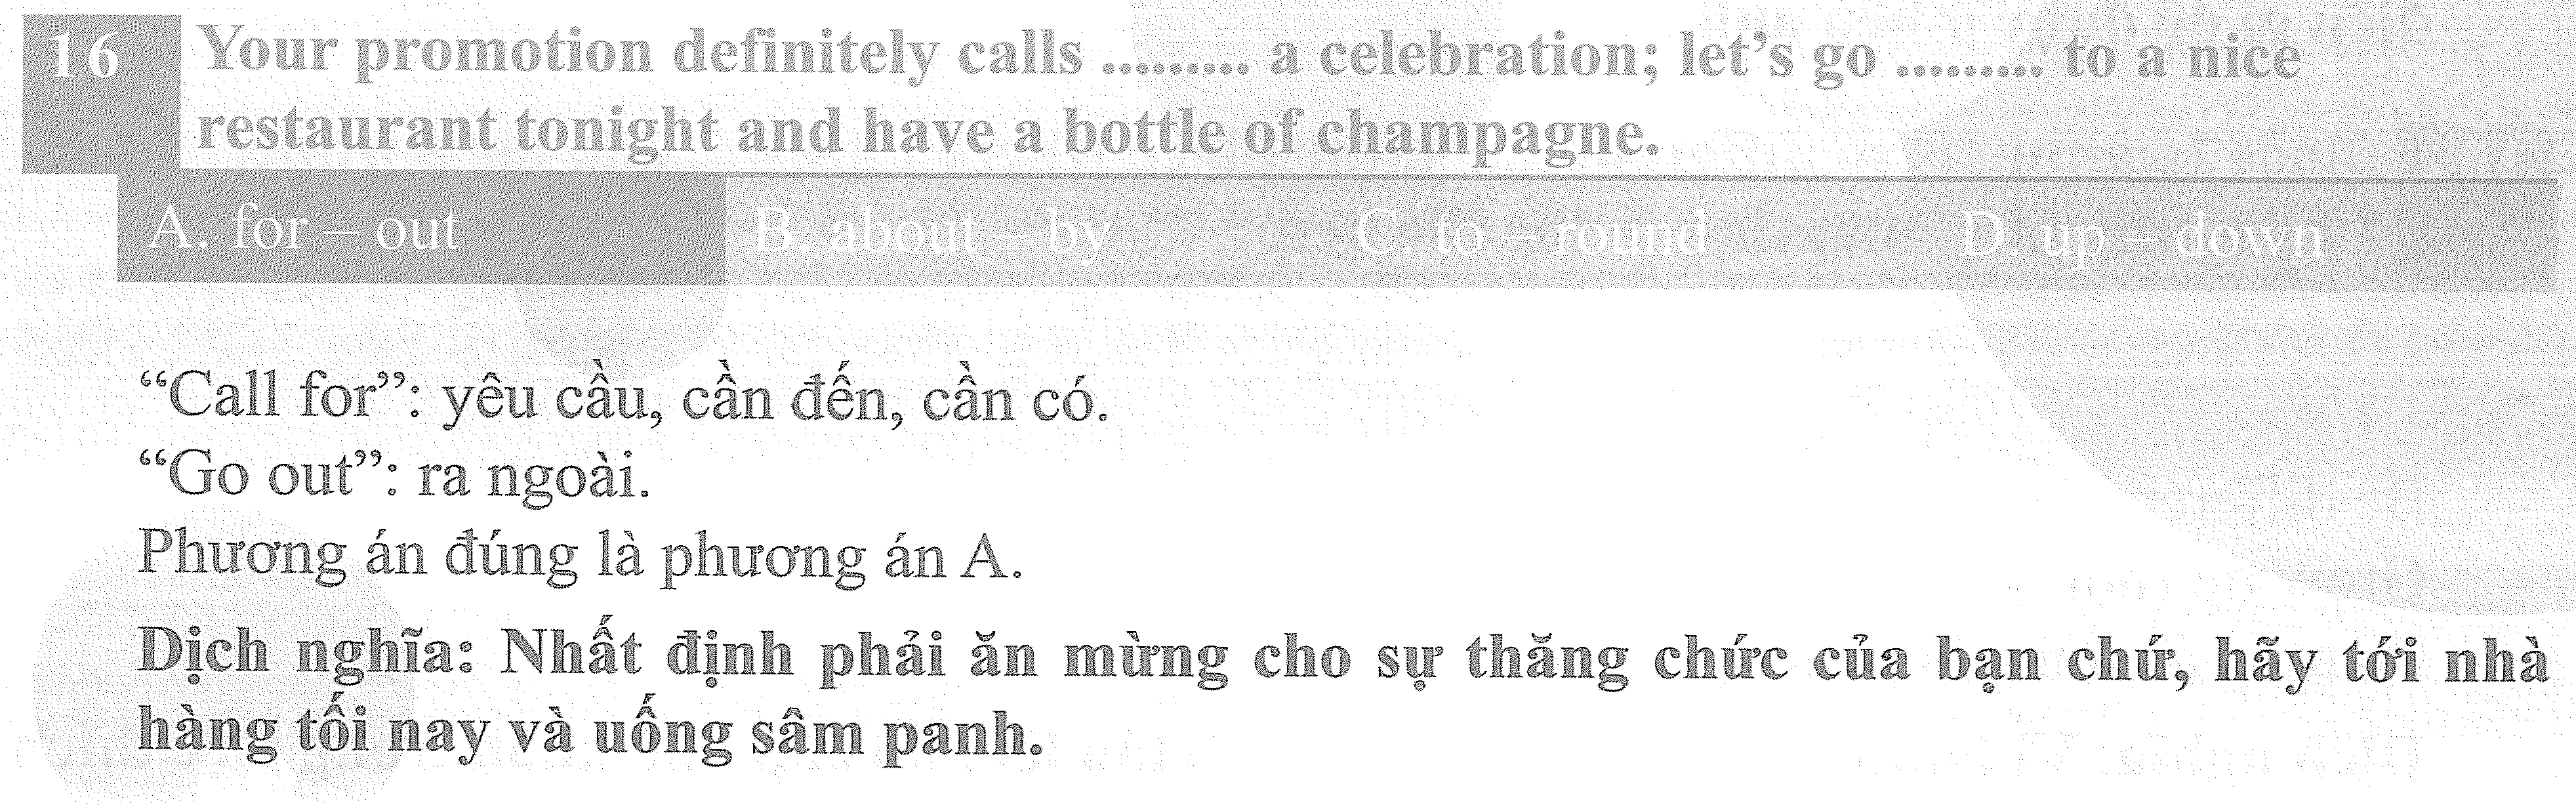 16 Your promotion definitely calls ......... a celebration; let's go ......... to a nice
restaurant tonight and have a bottle of champagne.
A. for – out B. about – by C. to – round D. up – down
“Call for”: yêu cầu, cần đến, cần có.
“Go out”: ra ngoài.
Phương án đúng là phương án A.
Dịch nghĩa: Nhất định phải ăn mừng cho sự thăng chức của bạn chứ, hãy tới nhà
hàng tối nay và uống sâm panh.